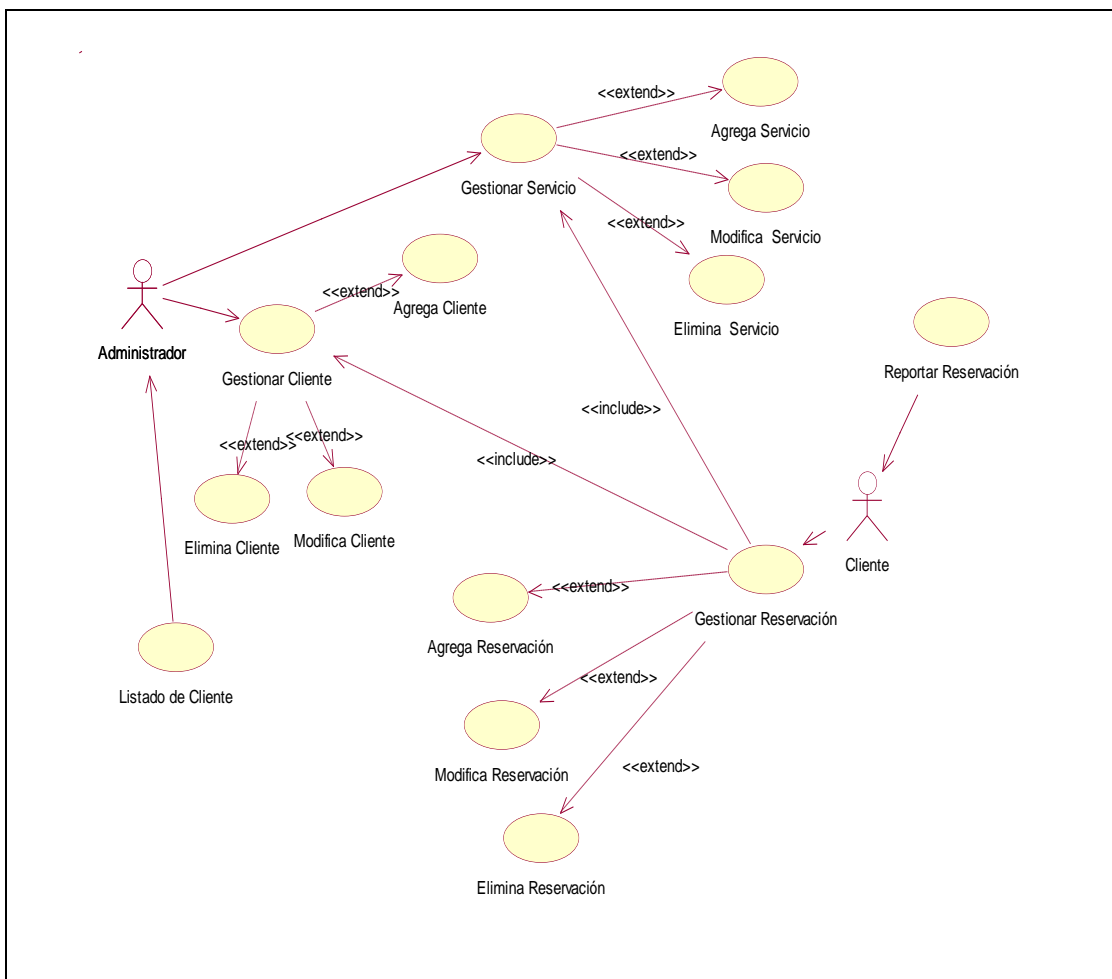 <<extend>>
Agrega Servicio
<<extend>>
Gestionar Servicio
Modifica  Servicio
<<extend>>
<<extend>>
Agrega Cliente
Elimina  Servicio
Administrador
Gestionar Cliente
Reportar Reservación
<<include>>
<<extend>>
<<extend>>
<<include>>
Elimina Cliente
Modifica Cliente
Cliente
<<extend>>
Gestionar Reservación
Agrega Reservación
<<extend>>
Listado de Cliente
Modifica Reservación
<<extend>>
Elimina Reservación